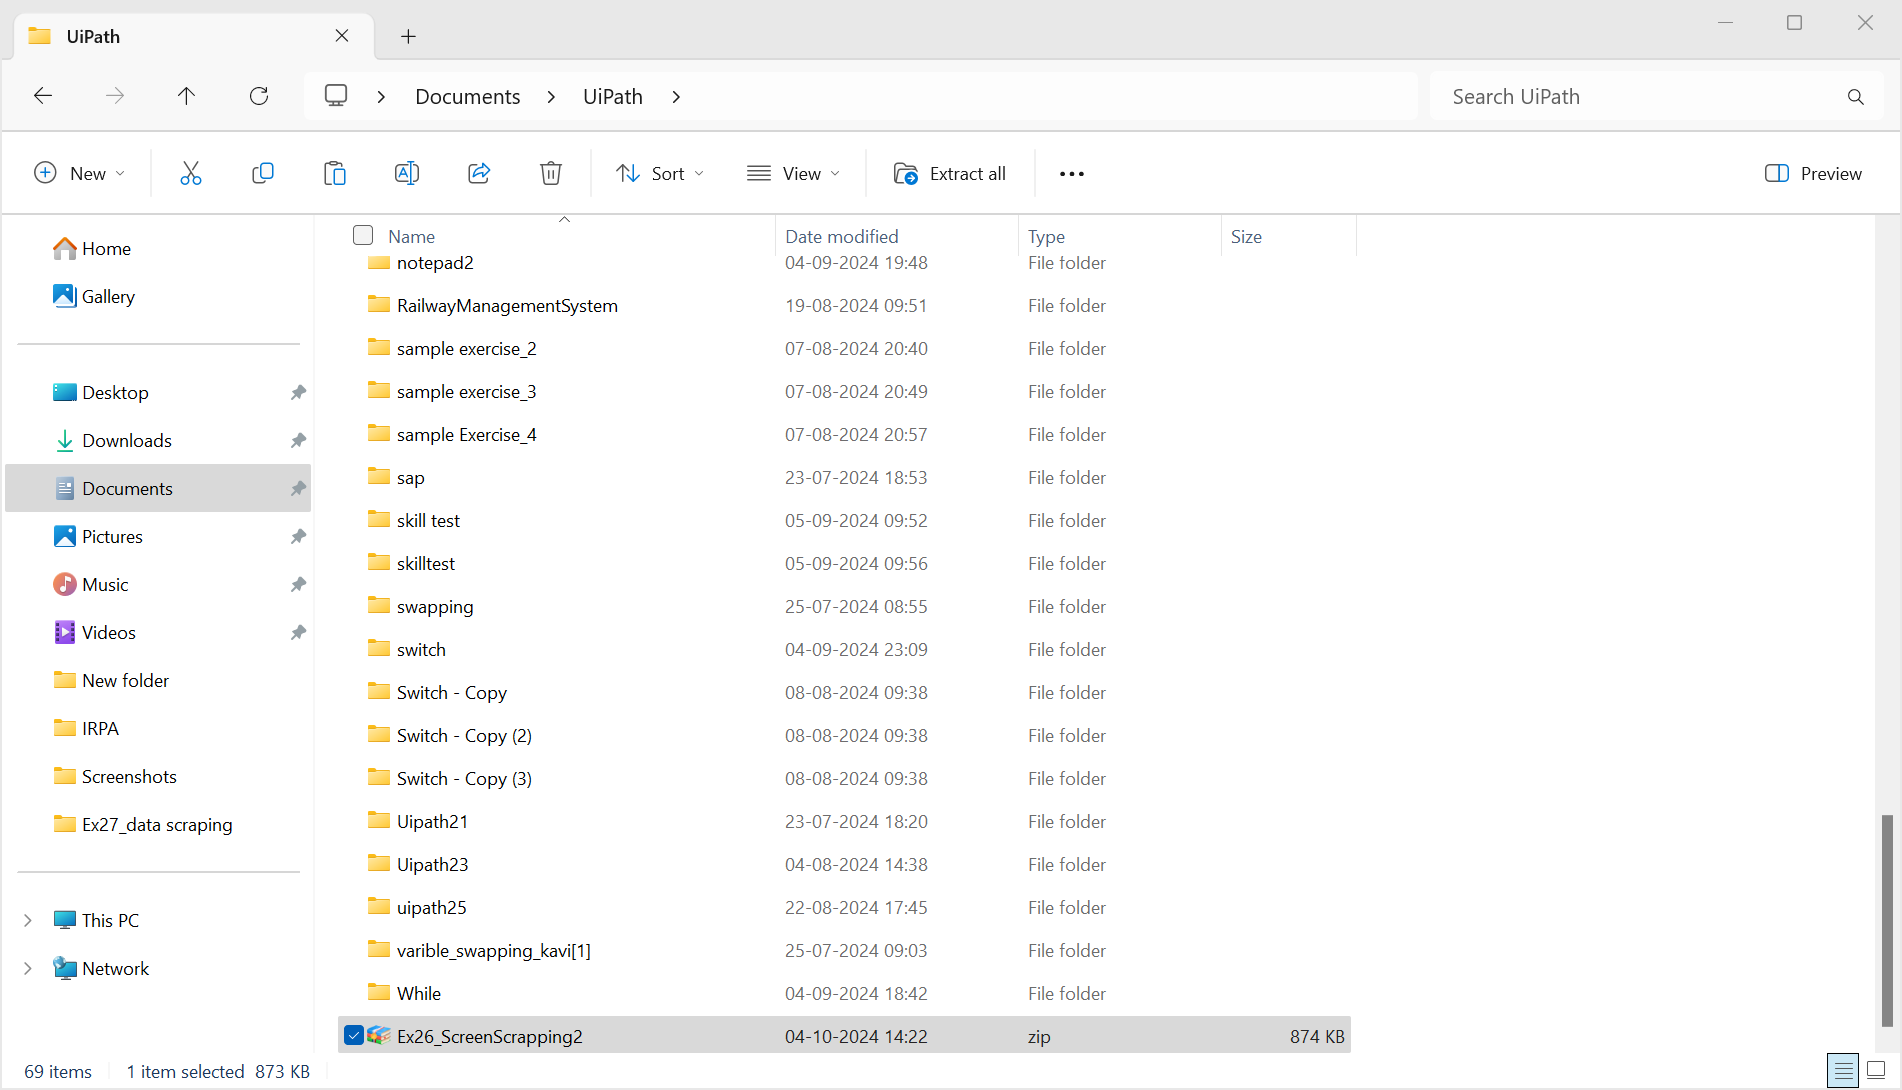 UiPath
Documents
UiPath
Search UiPath
New
Sort
View
Extract all
Preview
Home
Gallery
Desktop
Downloads
Documents
Pictures
Music
Videos
New folder
IRPA
Screenshots
Ex27_data scraping
This PC
Network
Name Date modified Type Size
notepad2 04-09-2024 19:48 File folder
RailwayManagementSystem 19-08-2024 09:51 File folder
sample exercise_2 07-08-2024 20:40 File folder
sample exercise_3 07-08-2024 20:49 File folder
sample Exercise_4 07-08-2024 20:57 File folder
sap 23-07-2024 18:53 File folder
skill test 05-09-2024 09:52 File folder
skilltest 05-09-2024 09:56 File folder
swapping 25-07-2024 08:55 File folder
switch 04-09-2024 23:09 File folder
Switch - Copy 08-08-2024 09:38 File folder
Switch - Copy (2) 08-08-2024 09:38 File folder
Switch - Copy (3) 08-08-2024 09:38 File folder
Uipath21 23-07-2024 18:20 File folder
Uipath23 04-08-2024 14:38 File folder
uipath25 22-08-2024 17:45 File folder
varible_swapping_kavi[1] 25-07-2024 09:03 File folder
While 04-09-2024 18:42 File folder
Ex26_ScreenScrapping2 04-10-2024 14:22 zip 874 KB
69 items 1 item selected 873 KB